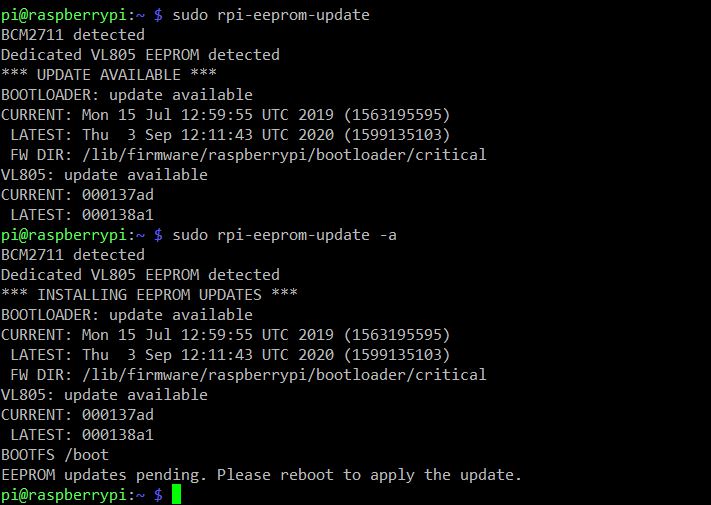 pi@raspberrypi:~ $ sudo rpi-eeprom-update
BCM2711 detected
Dedicated VL805 EEPROM detected
*** UPDATE AVAILABLE ***
BOOTLOADER: update available
CURRENT: Mon 15 Jul 12:59:55 UTC 2019 (1563195595)
 LATEST: Thu  3 Sep 12:11:43 UTC 2020 (1599135103)
 FW DIR: /lib/firmware/raspberrypi/bootloader/critical
VL805: update available
CURRENT: 000137ad
 LATEST: 000138a1
pi@raspberrypi:~ $ sudo rpi-eeprom-update -a
BCM2711 detected
Dedicated VL805 EEPROM detected
*** INSTALLING EEPROM UPDATES ***
BOOTLOADER: update available
CURRENT: Mon 15 Jul 12:59:55 UTC 2019 (1563195595)
 LATEST: Thu  3 Sep 12:11:43 UTC 2020 (1599135103)
 FW DIR: /lib/firmware/raspberrypi/bootloader/critical
VL805: update available
CURRENT: 000137ad
 LATEST: 000138a1
BOOTFS /boot
EEPROM updates pending. Please reboot to apply the update.
pi@raspberrypi:~ $